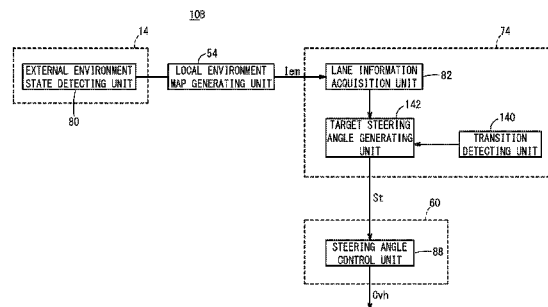 108
14
54
74
EXTERNAL ENVIRONMENT
STATE DETECTING UNIT
80
LOCAL ENVIRONMENT
MAP GENERATING UNIT
Iem
LANE INFORMATION
ACQUISITION UNIT
82
142
TARGET STEERING
ANGLE GENERATING
UNIT
140
TRANSITION
DETECTING UNIT
St
60
STEERING ANGLE
CONTROL UNIT
88
Cvh